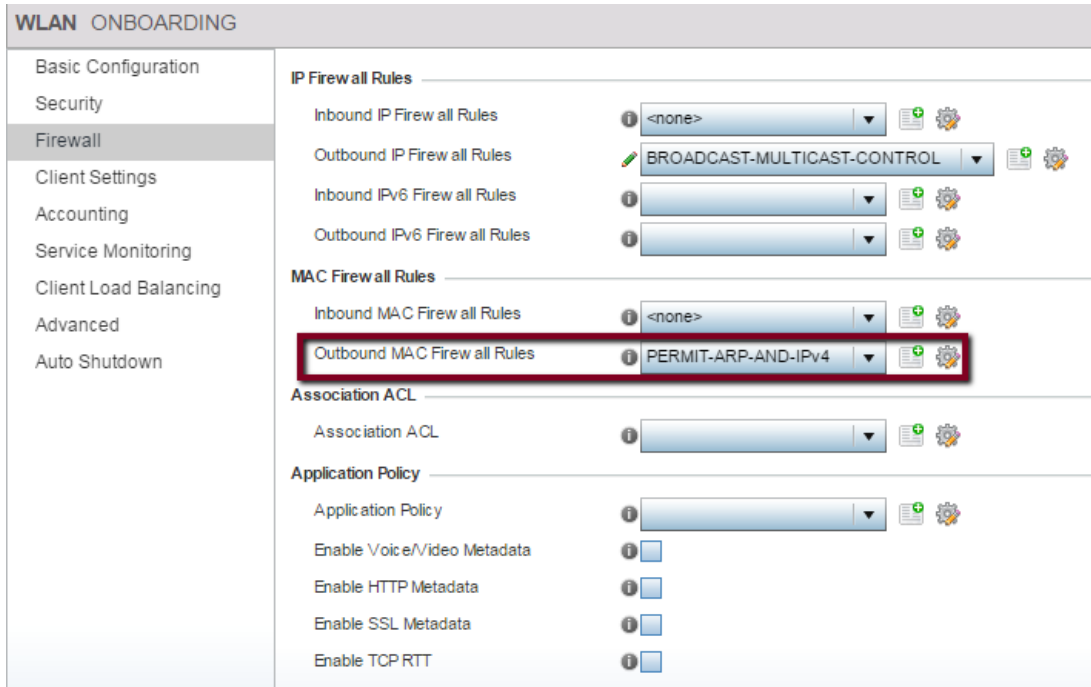 WLAN ONBOARDING
Basic Configuration
Security
Firewall
Client Settings
Accounting
Service Monitoring
Client Load Balancing
Advanced
Auto Shutdown
IP Firewall Rules
Inbound IP Firewall Rules <none>
Outbound IP Firewall Rules BROADCAST-MULTICAST-CONTROL
Inbound IPv6 Firewall Rules
Outbound IPv6 Firewall Rules
MAC Firewall Rules
Inbound MAC Firewall Rules <none>
Outbound MAC Firewall Rules PERMIT-ARP-AND-IPv4
Association ACL
Association ACL
Application Policy
Application Policy
Enable Voice/Video Metadata
Enable HTTP Metadata
Enable SSL Metadata
Enable TCP RTT